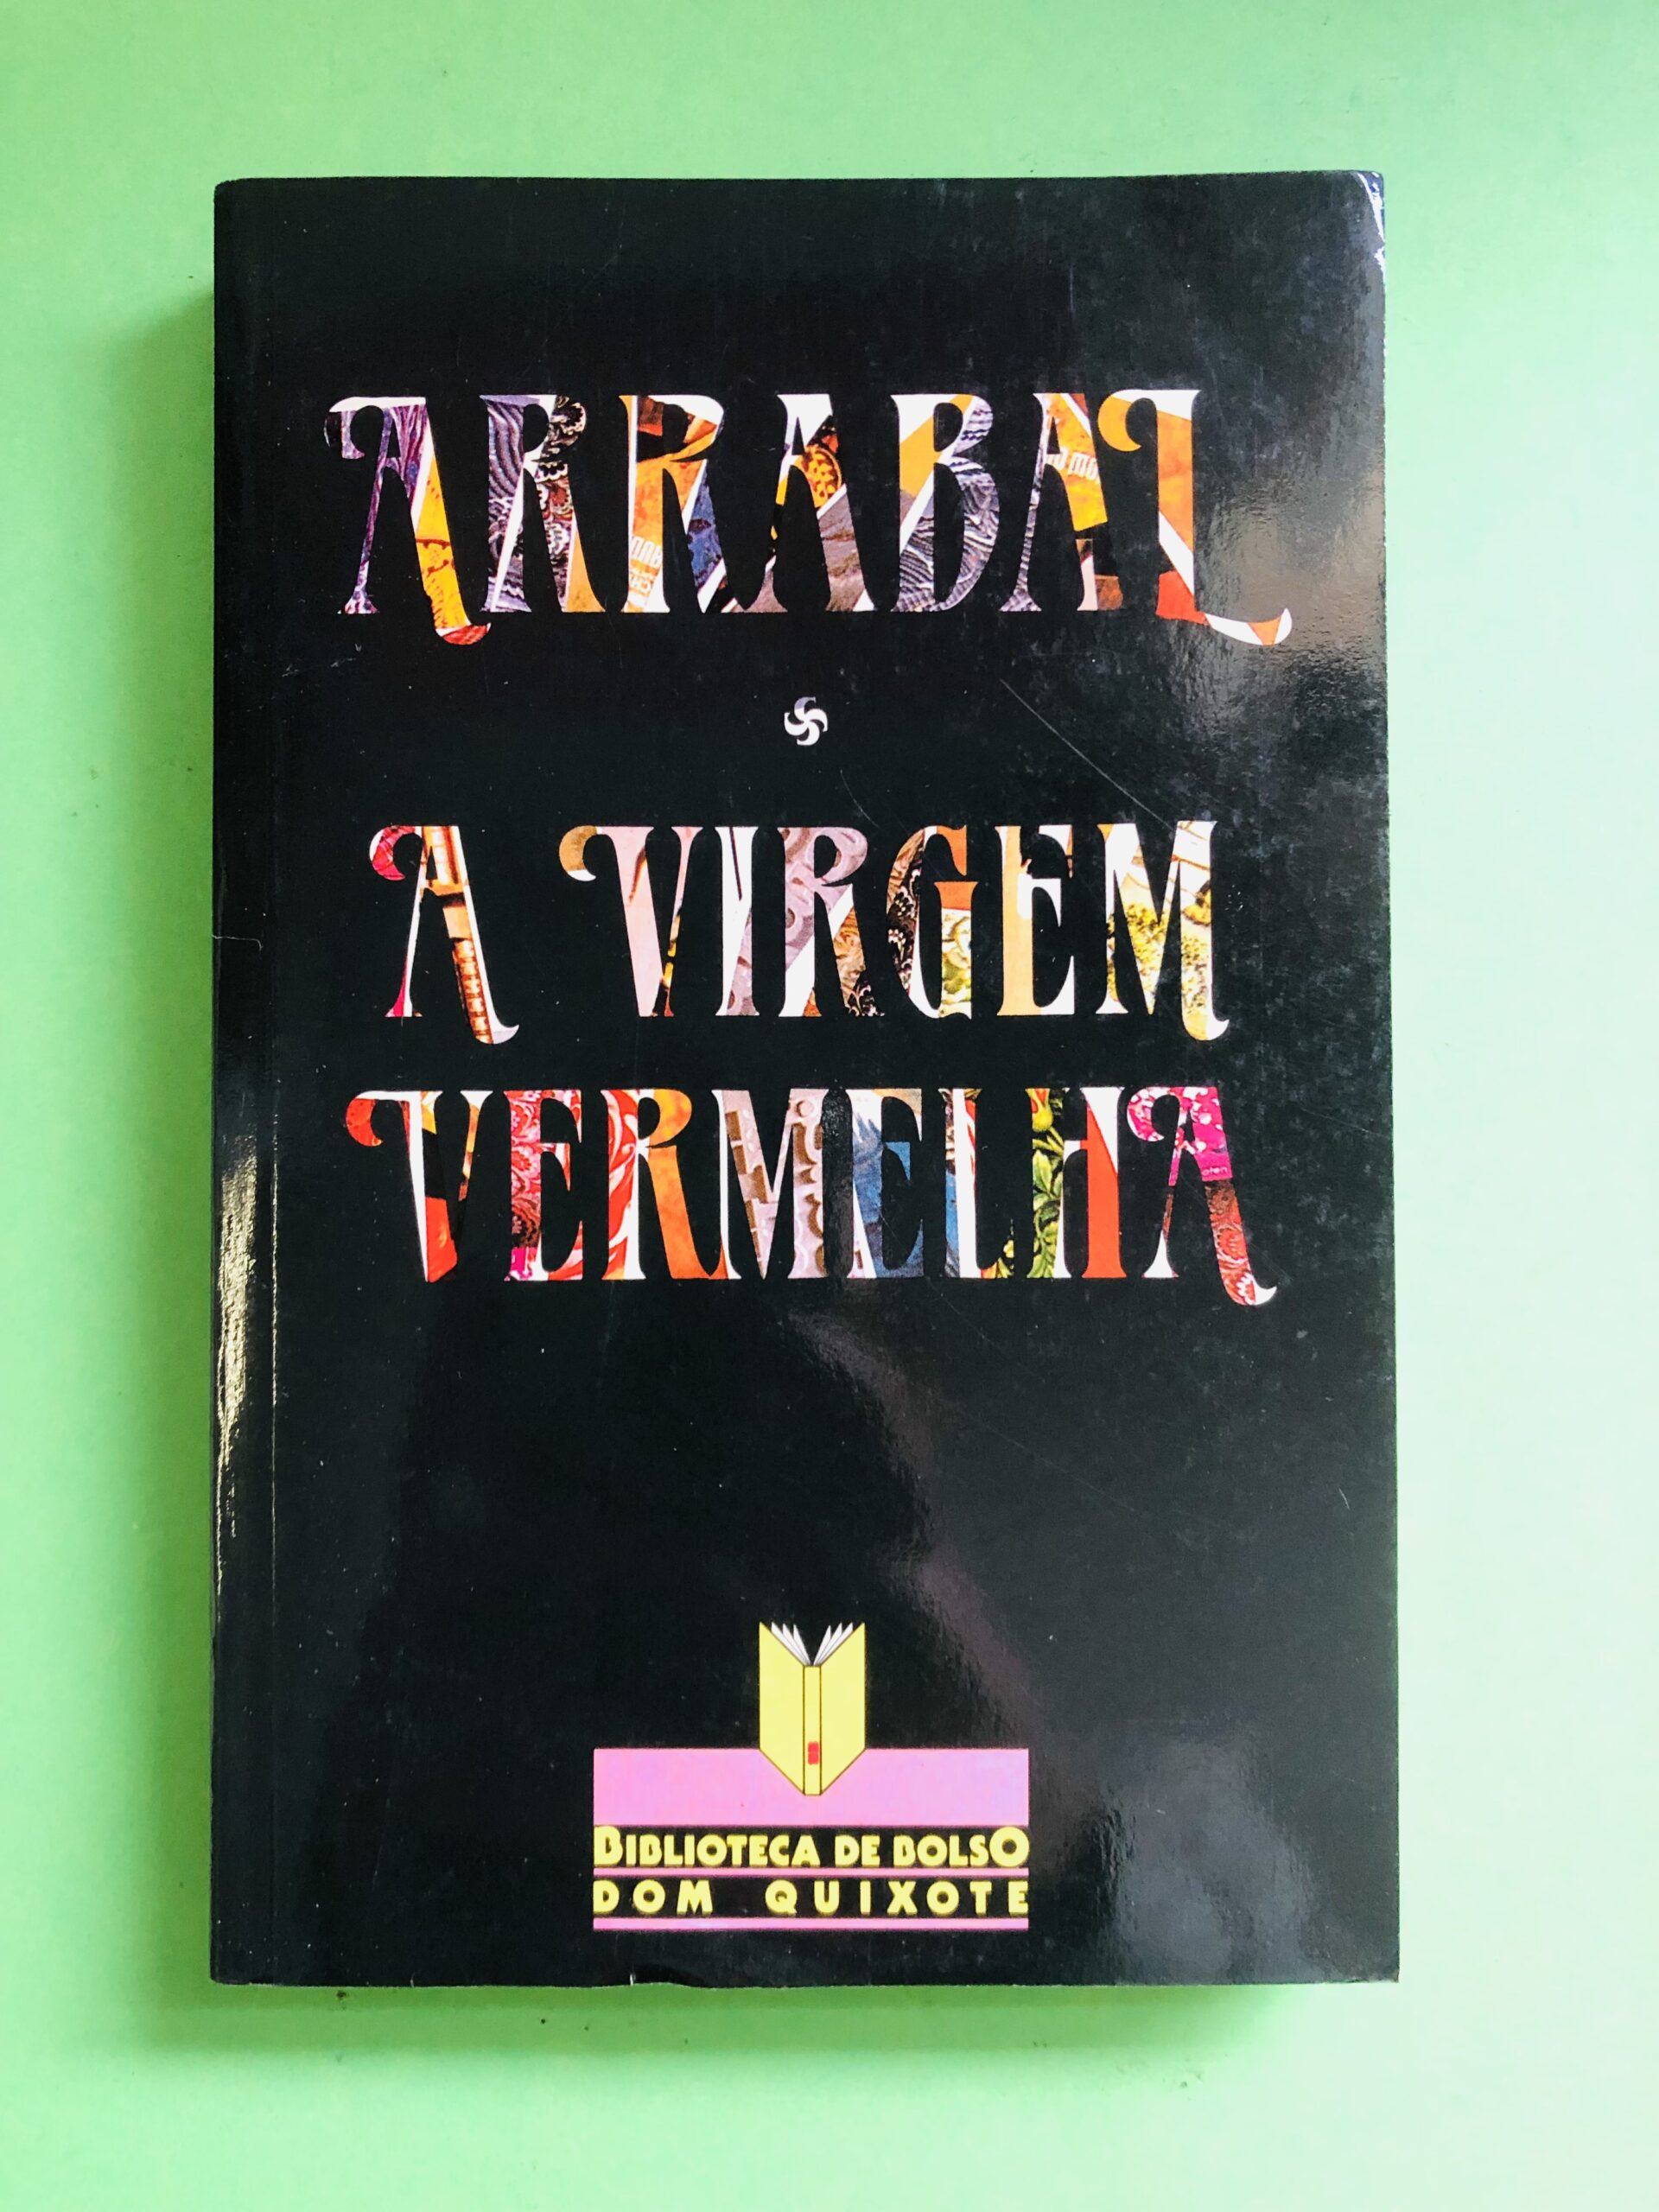 ARRABAL
A VIRGEM
VERMELHA
BIBLIOTECA DE BOLSO
DOM QUIXOTE